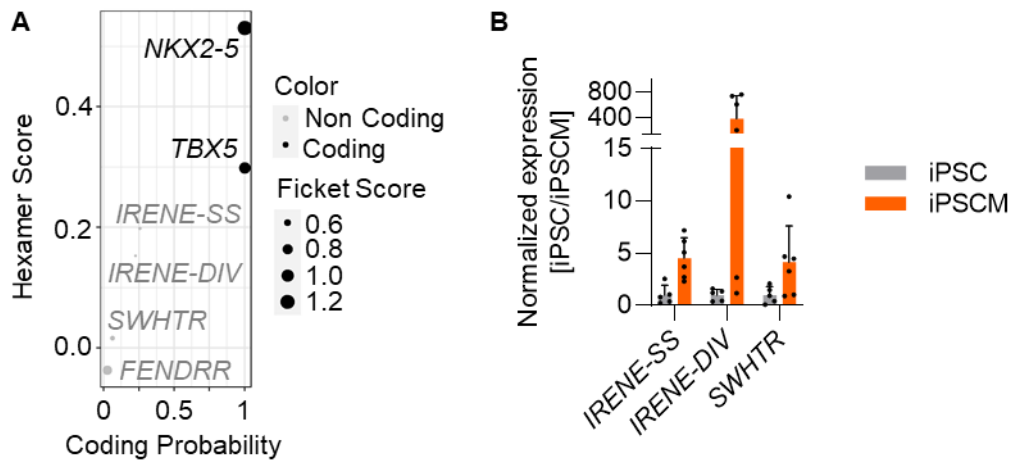 A
Hexamer Score
0.4
0.2
0.0
NKX2-5
TBX5
IRENE-SS
IRENE-DIV
SWHTR
FENDRR
0
0.5
1
Coding Probability
Color
Non Coding
Coding
Ficket Score
0.6
0.8
1.0
1.2
B
Normalized expression
[iPSC/iPSCM]
800
400
15
10
5
0
IRENE-SS
IRENE-DIV
SWHTR
iPSC
iPSCM